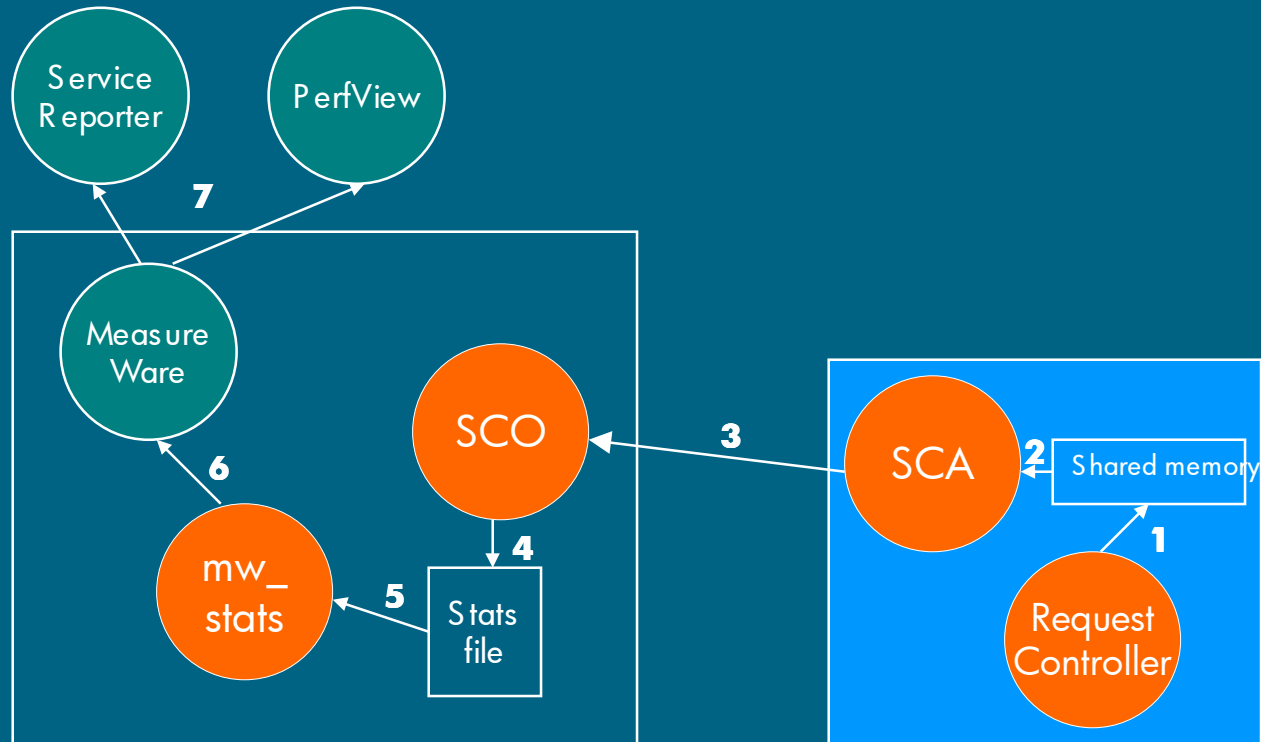 Service
Reporter
PerfView
7
Measure
Ware
SCO
3
SCA
2
Shared memory
6
4
1
mw_
stats
5
Stats
file
Request
Controller